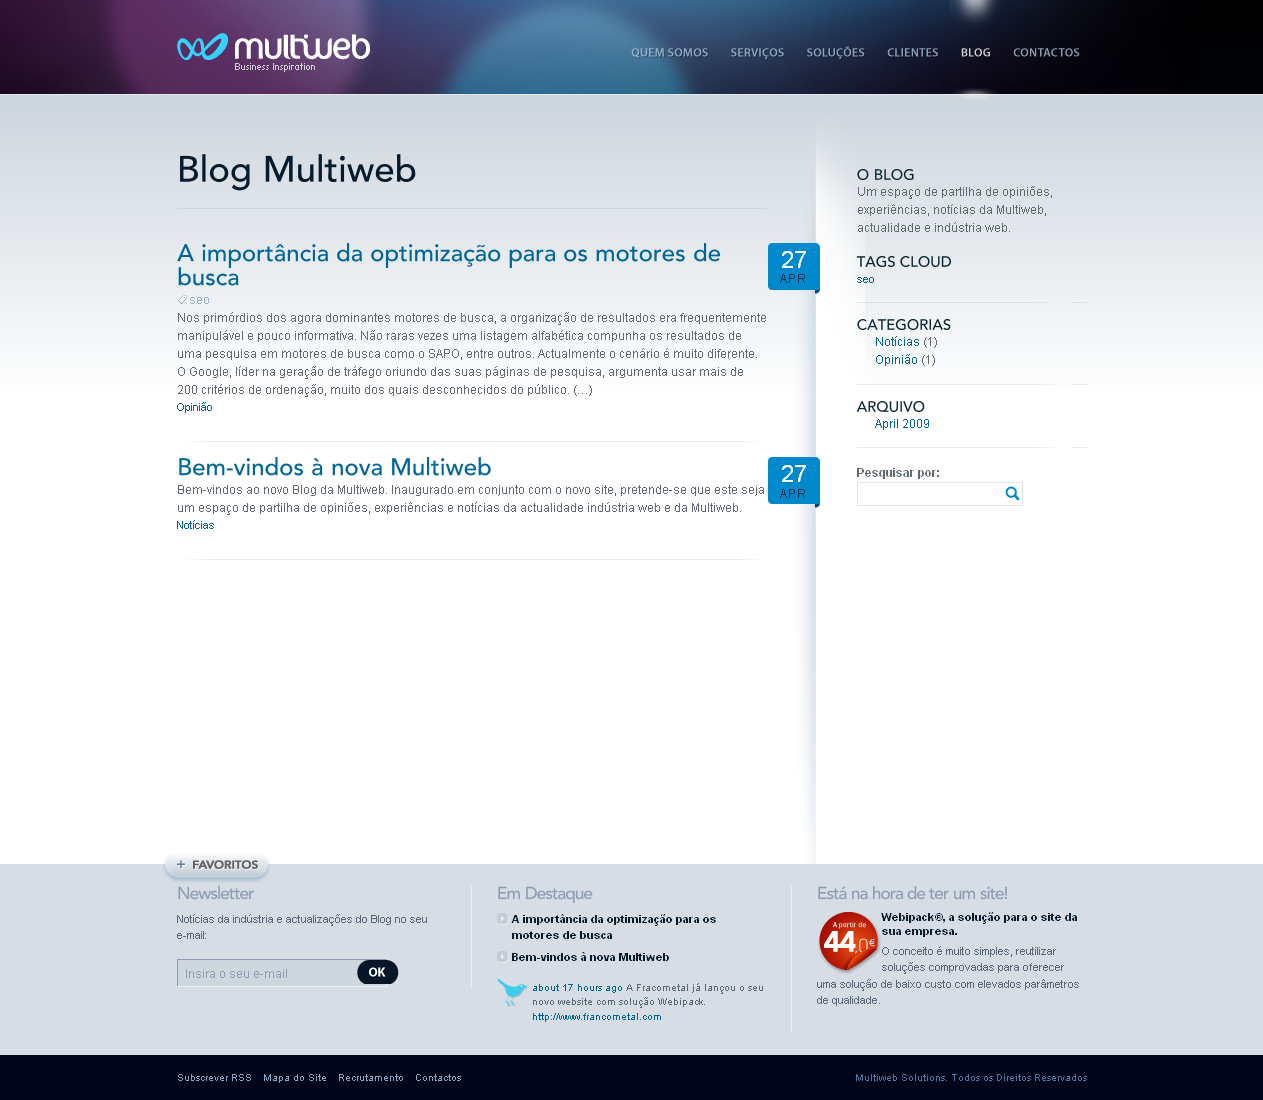 multiweb
Business Inspiration
QUEM SOMOS SERVIÇOS SOLUÇÕES CLIENTES BLOG CONTACTOS
Blog Multiweb
A importância da optimização para os motores de
busca
27
APR
seo
Nos primórdios dos agora dominantes motores de busca, a organização de resultados era frequentemente
manipulável e pouco informativa. Não raras vezes uma listagem alfabética compunha os resultados de
uma pesquisa em motores de busca como o SAPO, entre outros. Actualmente o cenário é muito diferente.
O Google, líder na geração de tráfego oriundo das suas páginas de pesquisa, argumenta usar mais de
200 critérios de ordenação, muito dos quais desconhecidos do público. (...)
Opinião
Bem-vindos à nova Multiweb
27
APR
Bem-vindos ao novo Blog da Multiweb. Inaugurado em conjunto com o novo site, pretende-se que este seja
um espaço de partilha de opiniões, experiências e notícias da actualidade indústria web e da Multiweb.
Notícias
O BLOG
Um espaço de partilha de opiniões,
experiências, notícias da Multiweb,
actualidade e indústria web.
TAGS CLOUD
seo
CATEGORIAS
Notícias (1)
Opinião (1)
ARQUIVO
April 2009
Pesquisar por:
+ FAVORITOS
Newsletter
Notícias da indústria e actualizações do Blog no seu
e-mail:
Insira o seu e-mail
OK
Em Destaque
A importância da optimização para os
motores de busca
Bem-vindos à nova Multiweb
about 17 hours ago A Fracometal já lançou o seu
novo website com solução Webipack.
http://www.francometal.com
Está na hora de ter um site!
A partir de
44,n€
Webipack®, a solução para o site da
sua empresa.
O conceito é muito simples, reutilizar
soluções comprovadas para oferecer
uma solução de baixo custo com elevados parâmetros
de qualidade.
Subscrever RSS Mapa do Site Recrutamento Contactos
Multiweb Solutions. Todos os Direitos Reservados